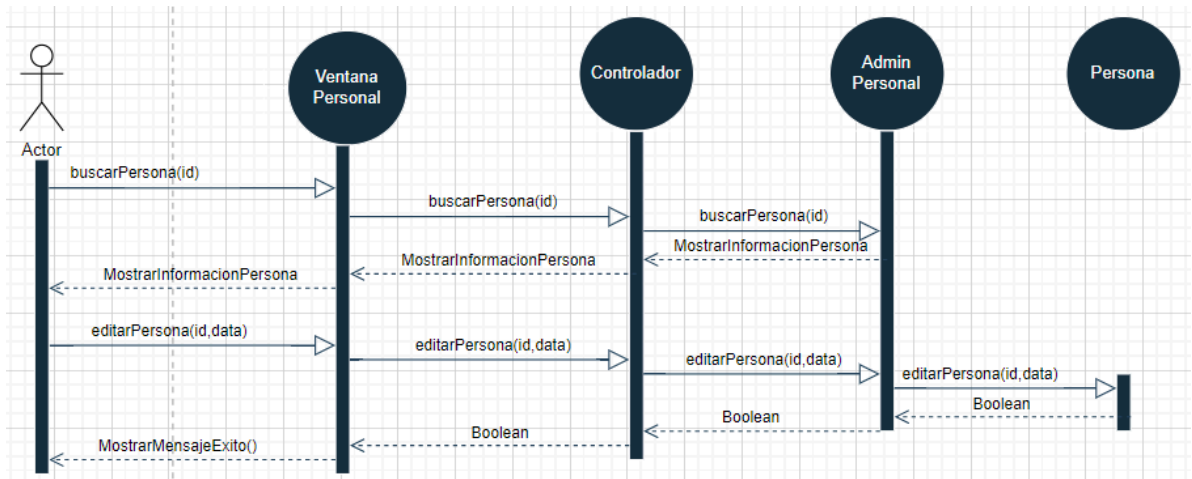 Ventana
Personal
Controlador
Admin
Personal
Persona
Actor
buscarPersona(id)
buscarPersona(id)
buscarPersona(id)
MostrarInformacionPersona
MostrarInformacionPersona
MostrarInformacionPersona
editarPersona(id,data)
editarPersona(id,data)
editarPersona(id,data)
editarPersona(id,data)
Boolean
Boolean
Boolean
MostrarMensajeExito()